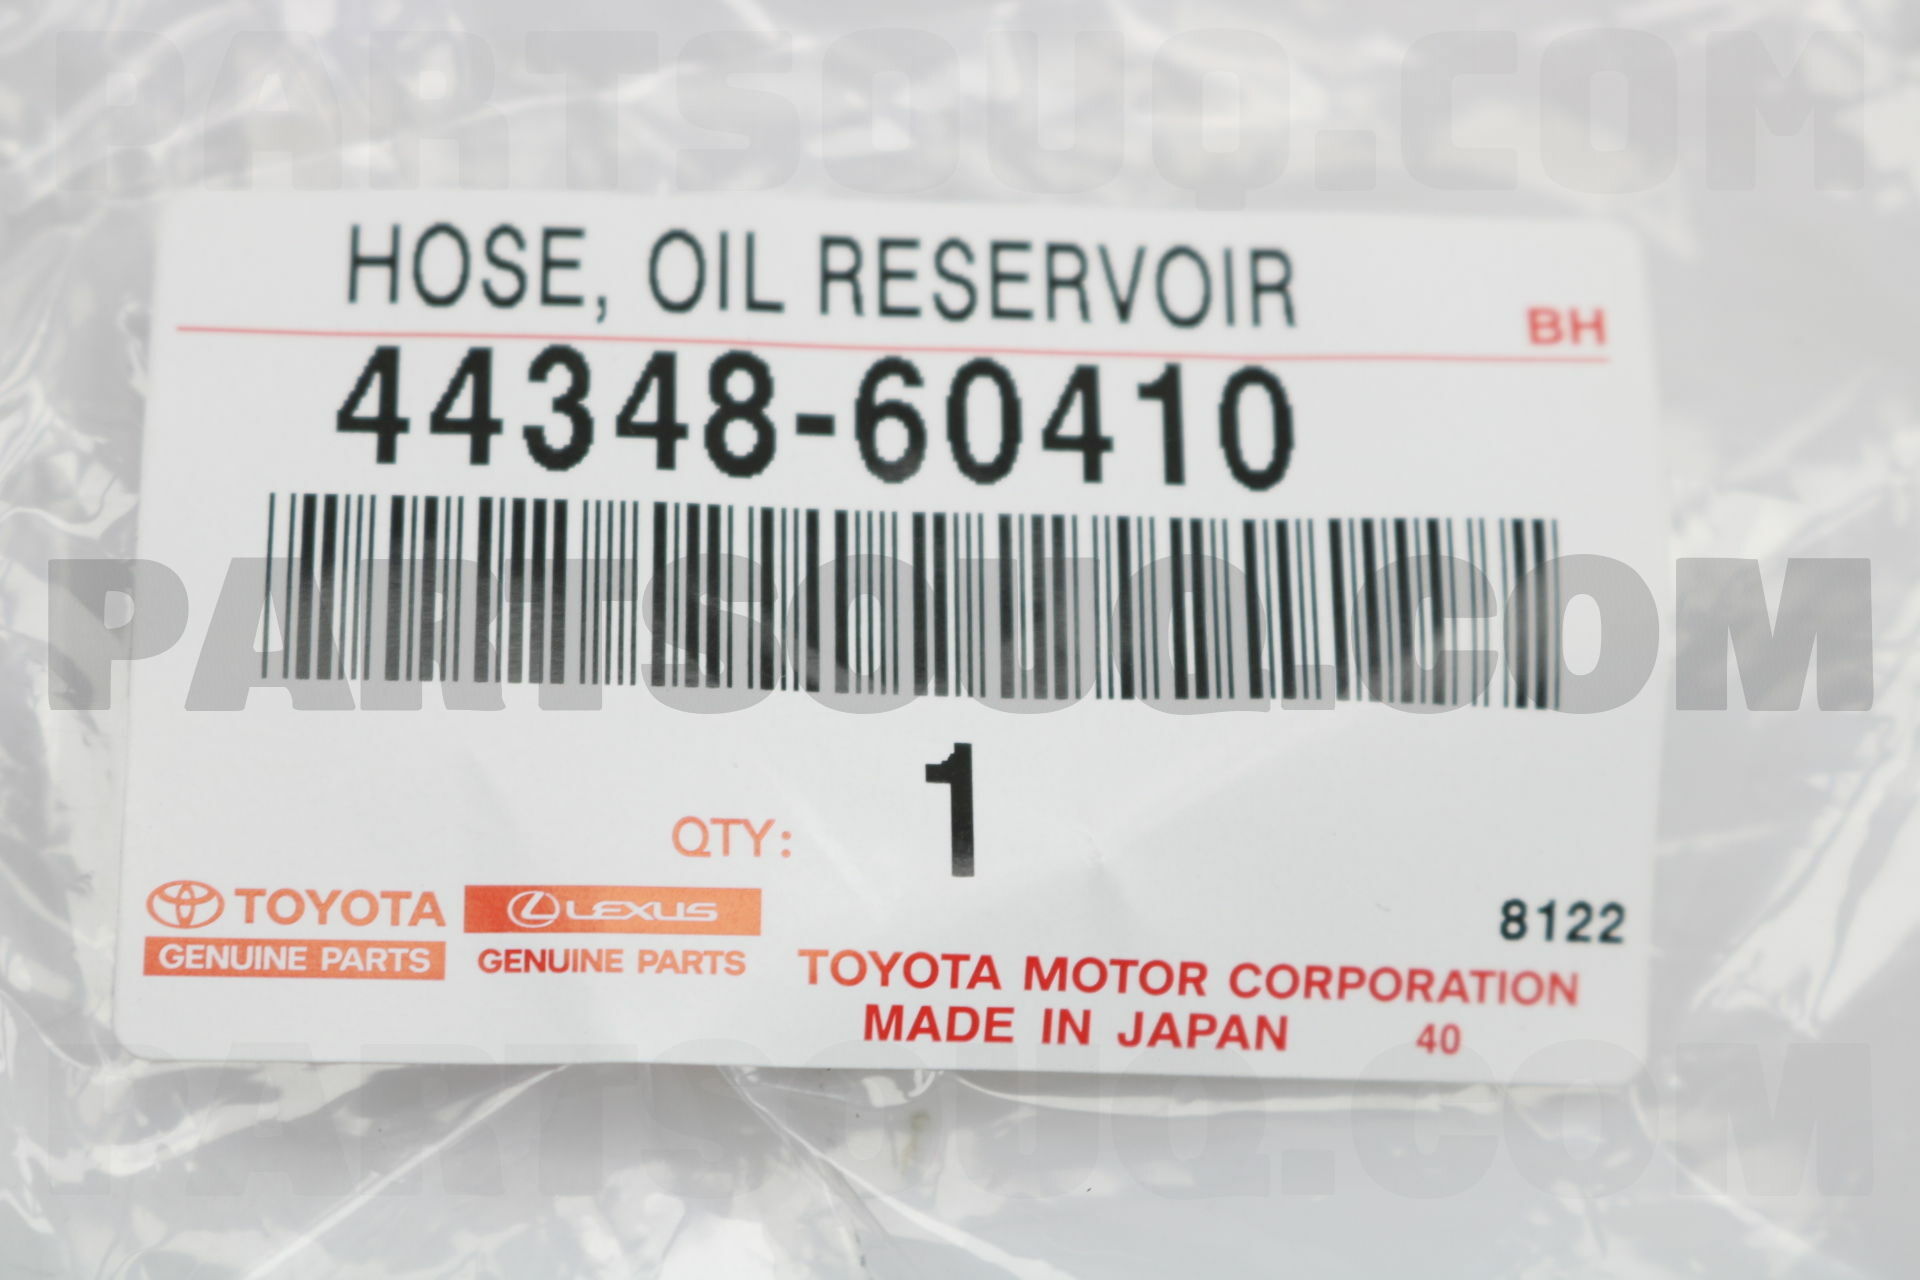 PARTSOUQ.COM
HOSE, OIL RESERVOIR
BH
44348-60410
PARTSOUQ.COM
QTY: 1
8122
TOYOTA
GENUINE PARTS
LEXUS
GENUINE PARTS
TOYOTA MOTOR CORPORATION
MADE IN JAPAN 40
PARTSOUQ.COM